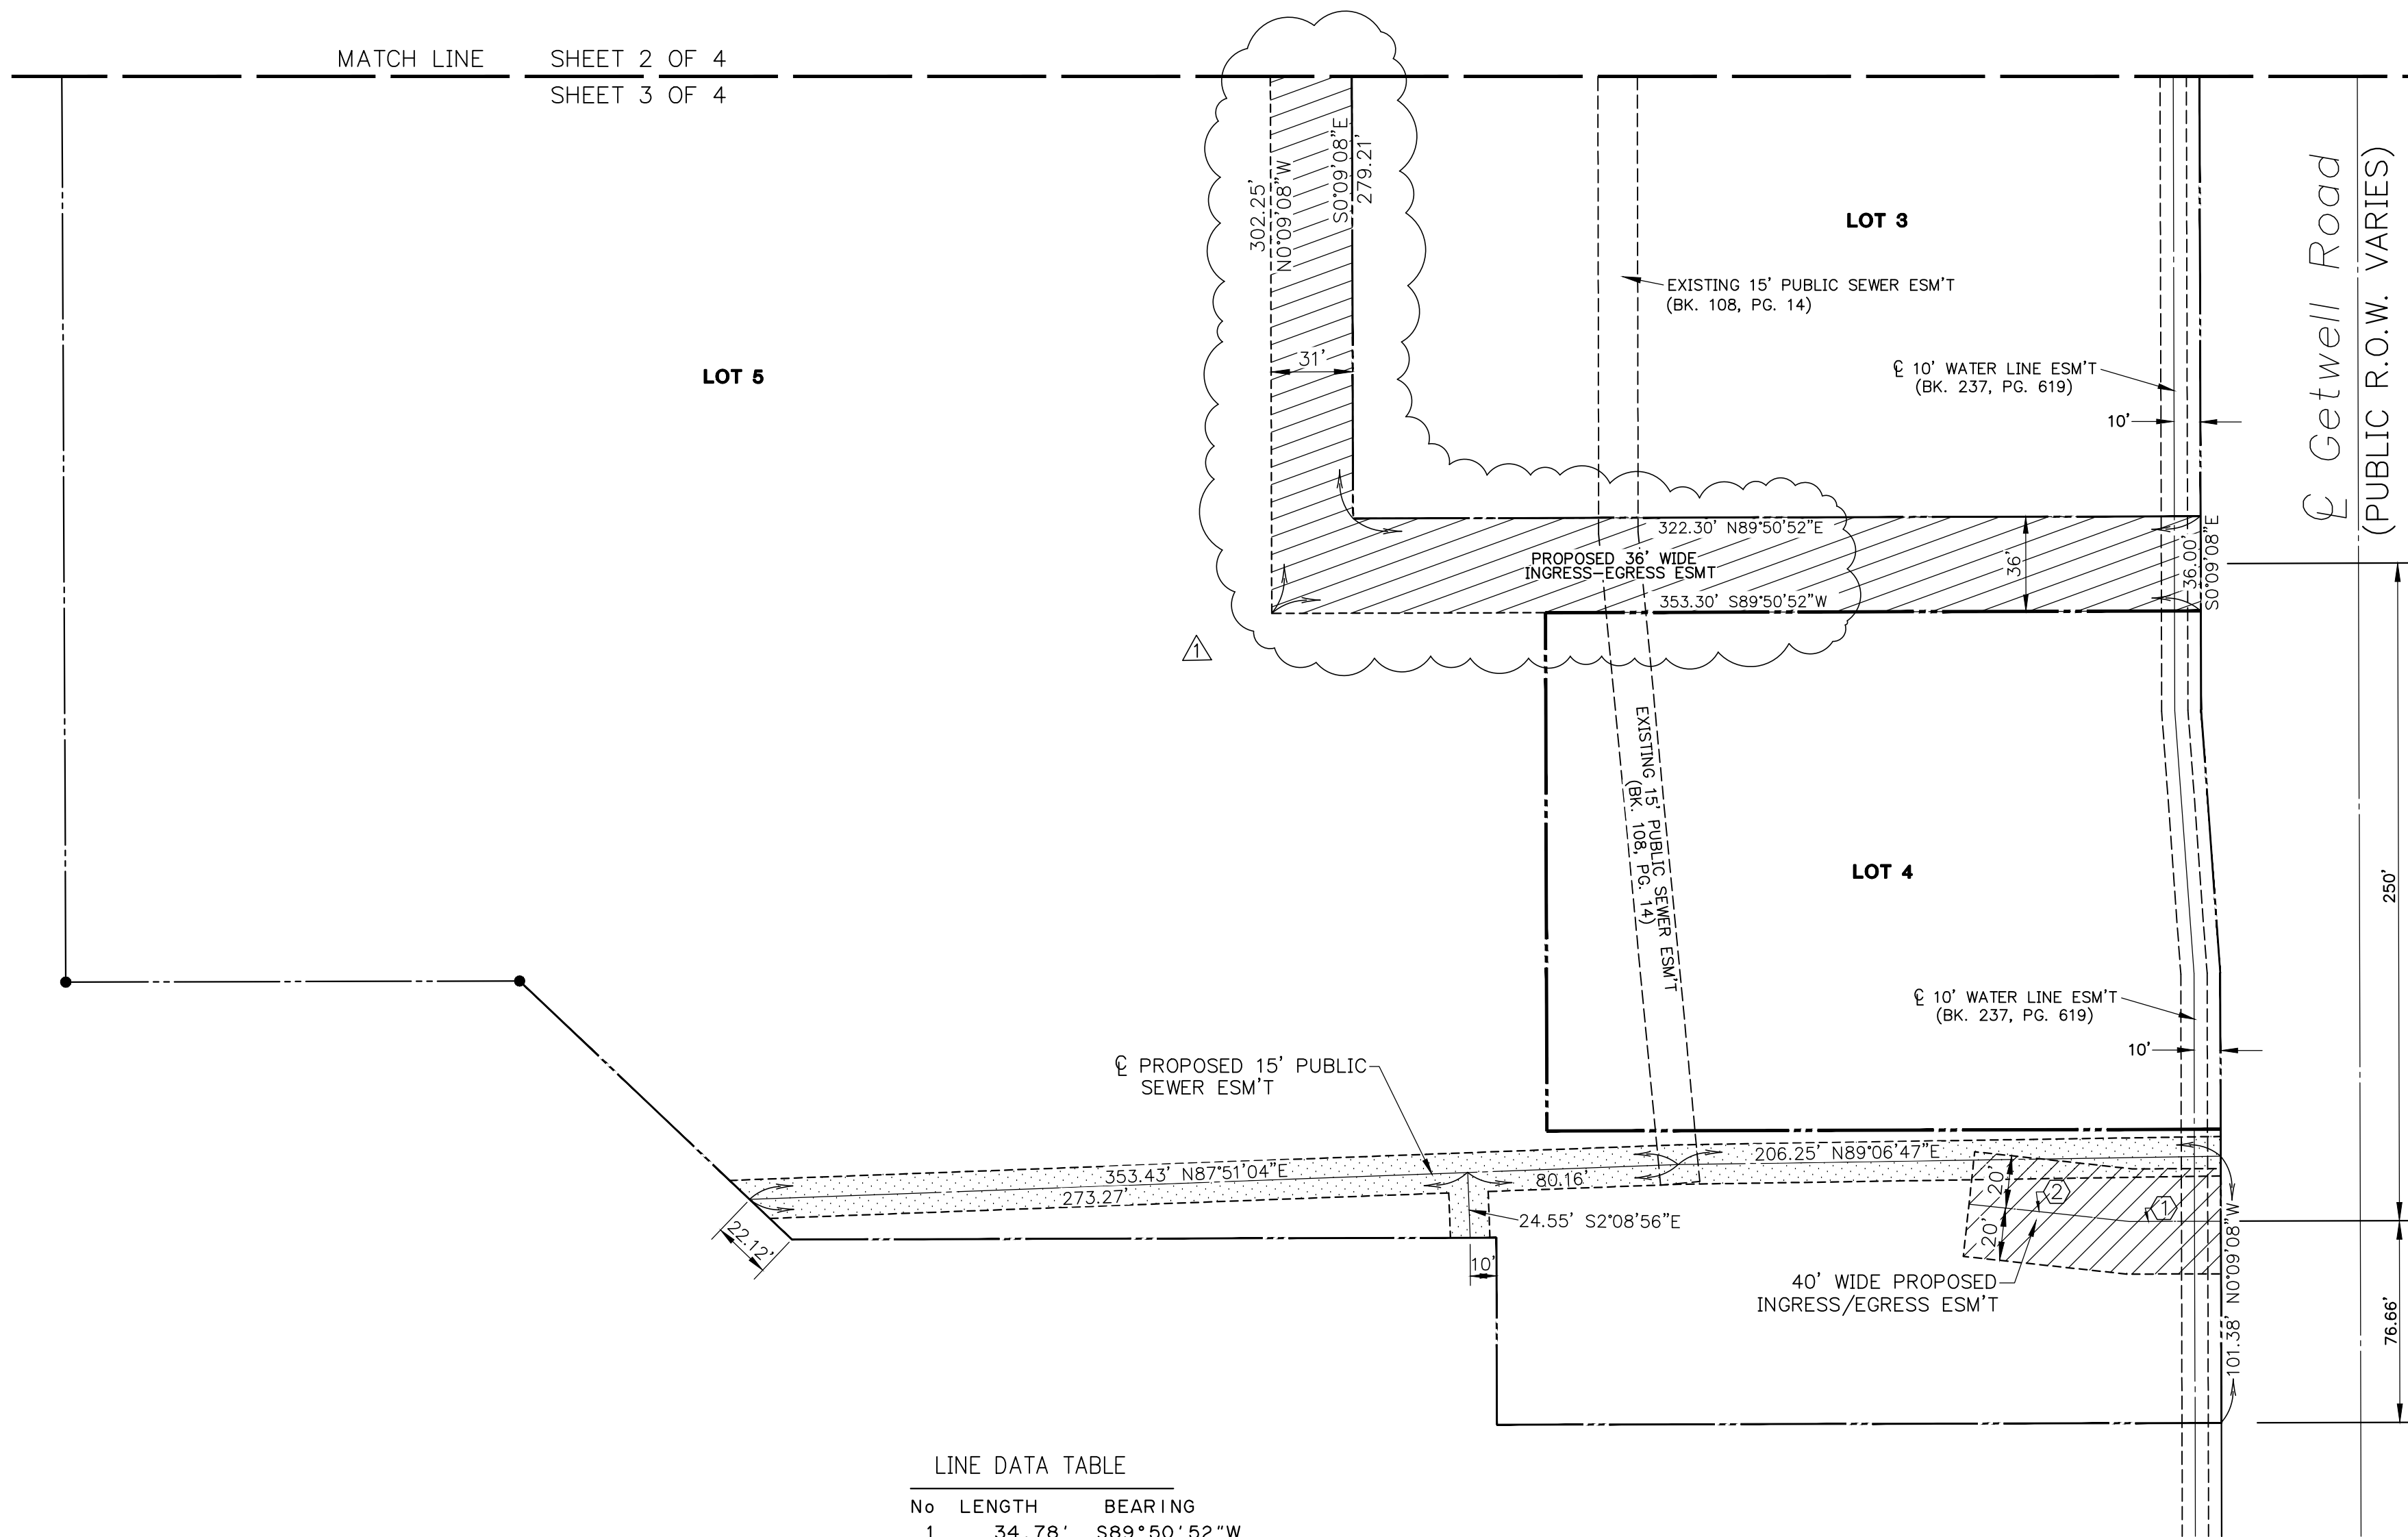 MATCH LINE SHEET 2 OF 4
SHEET 3 OF 4
302.25'
N0°09'08"W
S0°09'08"E
279.21'
LOT 3
℄ Getwell Road
(PUBLIC R.O.W. VARIES)
EXISTING 15' PUBLIC SEWER ESM'T
(BK. 108, PG. 14)
31'
LOT 5
℄ 10' WATER LINE ESM'T
(BK. 237, PG. 619)
10'
322.30' N89°50'52"E
PROPOSED 36' WIDE
INGRESS-EGRESS ESMT
36'
36.00'
S0°09'08"E
353.30' S89°50'52"W
1
EXISTING 15' PUBLIC SEWER ESM'T
(BK. 108, PG. 14)
LOT 4
250'
℄ 10' WATER LINE ESM'T
(BK. 237, PG. 619)
10'
℄ PROPOSED 15' PUBLIC
SEWER ESM'T
353.43' N87°51'04"E
206.25' N89°06'47"E
273.27'
80.16'
20'
2
1
24.55' S2°08'56"E
20'
22.12'
10'
40' WIDE PROPOSED
INGRESS/EGRESS ESM'T
101.38' N0°09'08"W
76.66'
LINE DATA TABLE
No LENGTH BEARING
1 34.78' S89°50'52"W